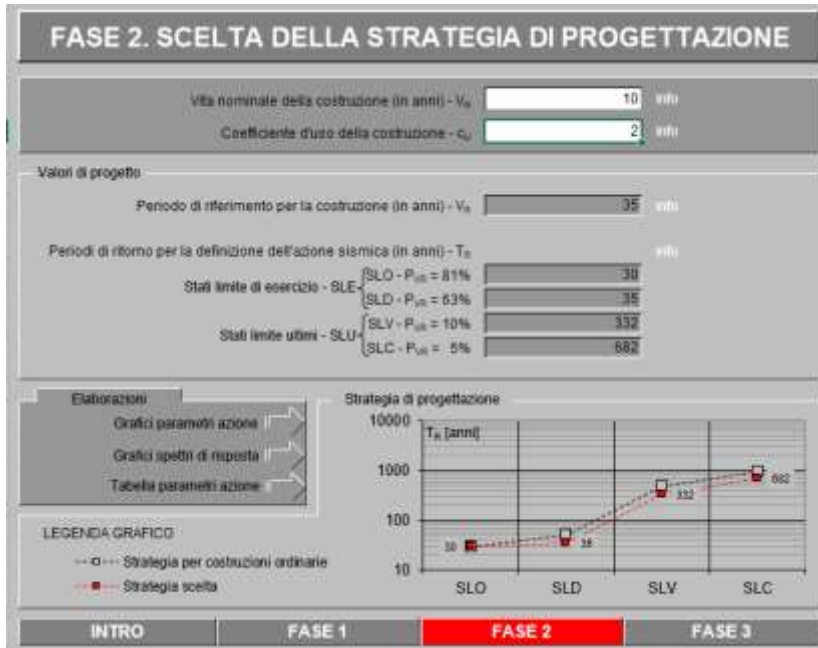 FASE 2. SCELTA DELLA STRATEGIA DI PROGETTAZIONE
Vita nominale della costruzione (in anni) - VN 10 info
Coefficiente d'uso della costruzione - cU 2 info
Valori di progetto
Periodo di riferimento per la costruzione (in anni) - VR 35 info
Periodi di ritorno per la definizione dell'azione sismica (in anni) - TR info
Stati limite di esercizio - SLE
SLO - PVR = 81% 30
SLD - PVR = 63% 35
Stati limite ultimi - SLU
SLV - PVR = 10% 332
SLC - PVR = 5% 682
Elaborazioni
Grafici parametri azione
Grafici spettri di risposta
Tabella parametri azione
LEGENDA GRAFICO
Strategia per costruzioni ordinarie
Strategia scelta
Strategia di progettazione
TR [anni]
10000
1000
100
10
30
35
332
682
SLO SLD SLV SLC
INTRO FASE 1 FASE 2 FASE 3